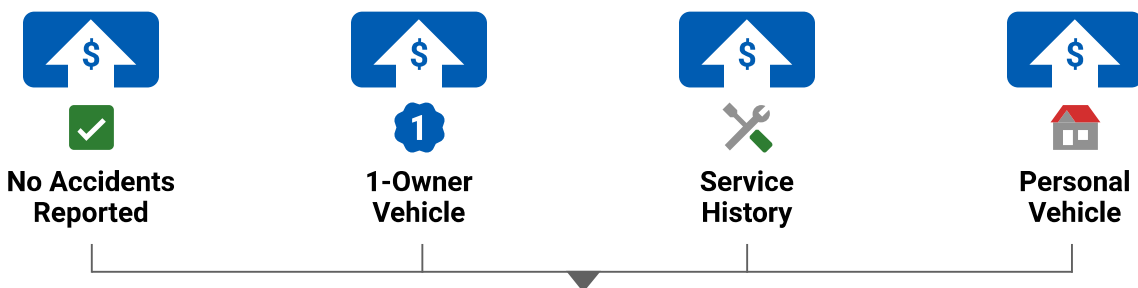 $ $ $ $
1
No Accidents
Reported
1-Owner
Vehicle
Service
History
Personal
Vehicle